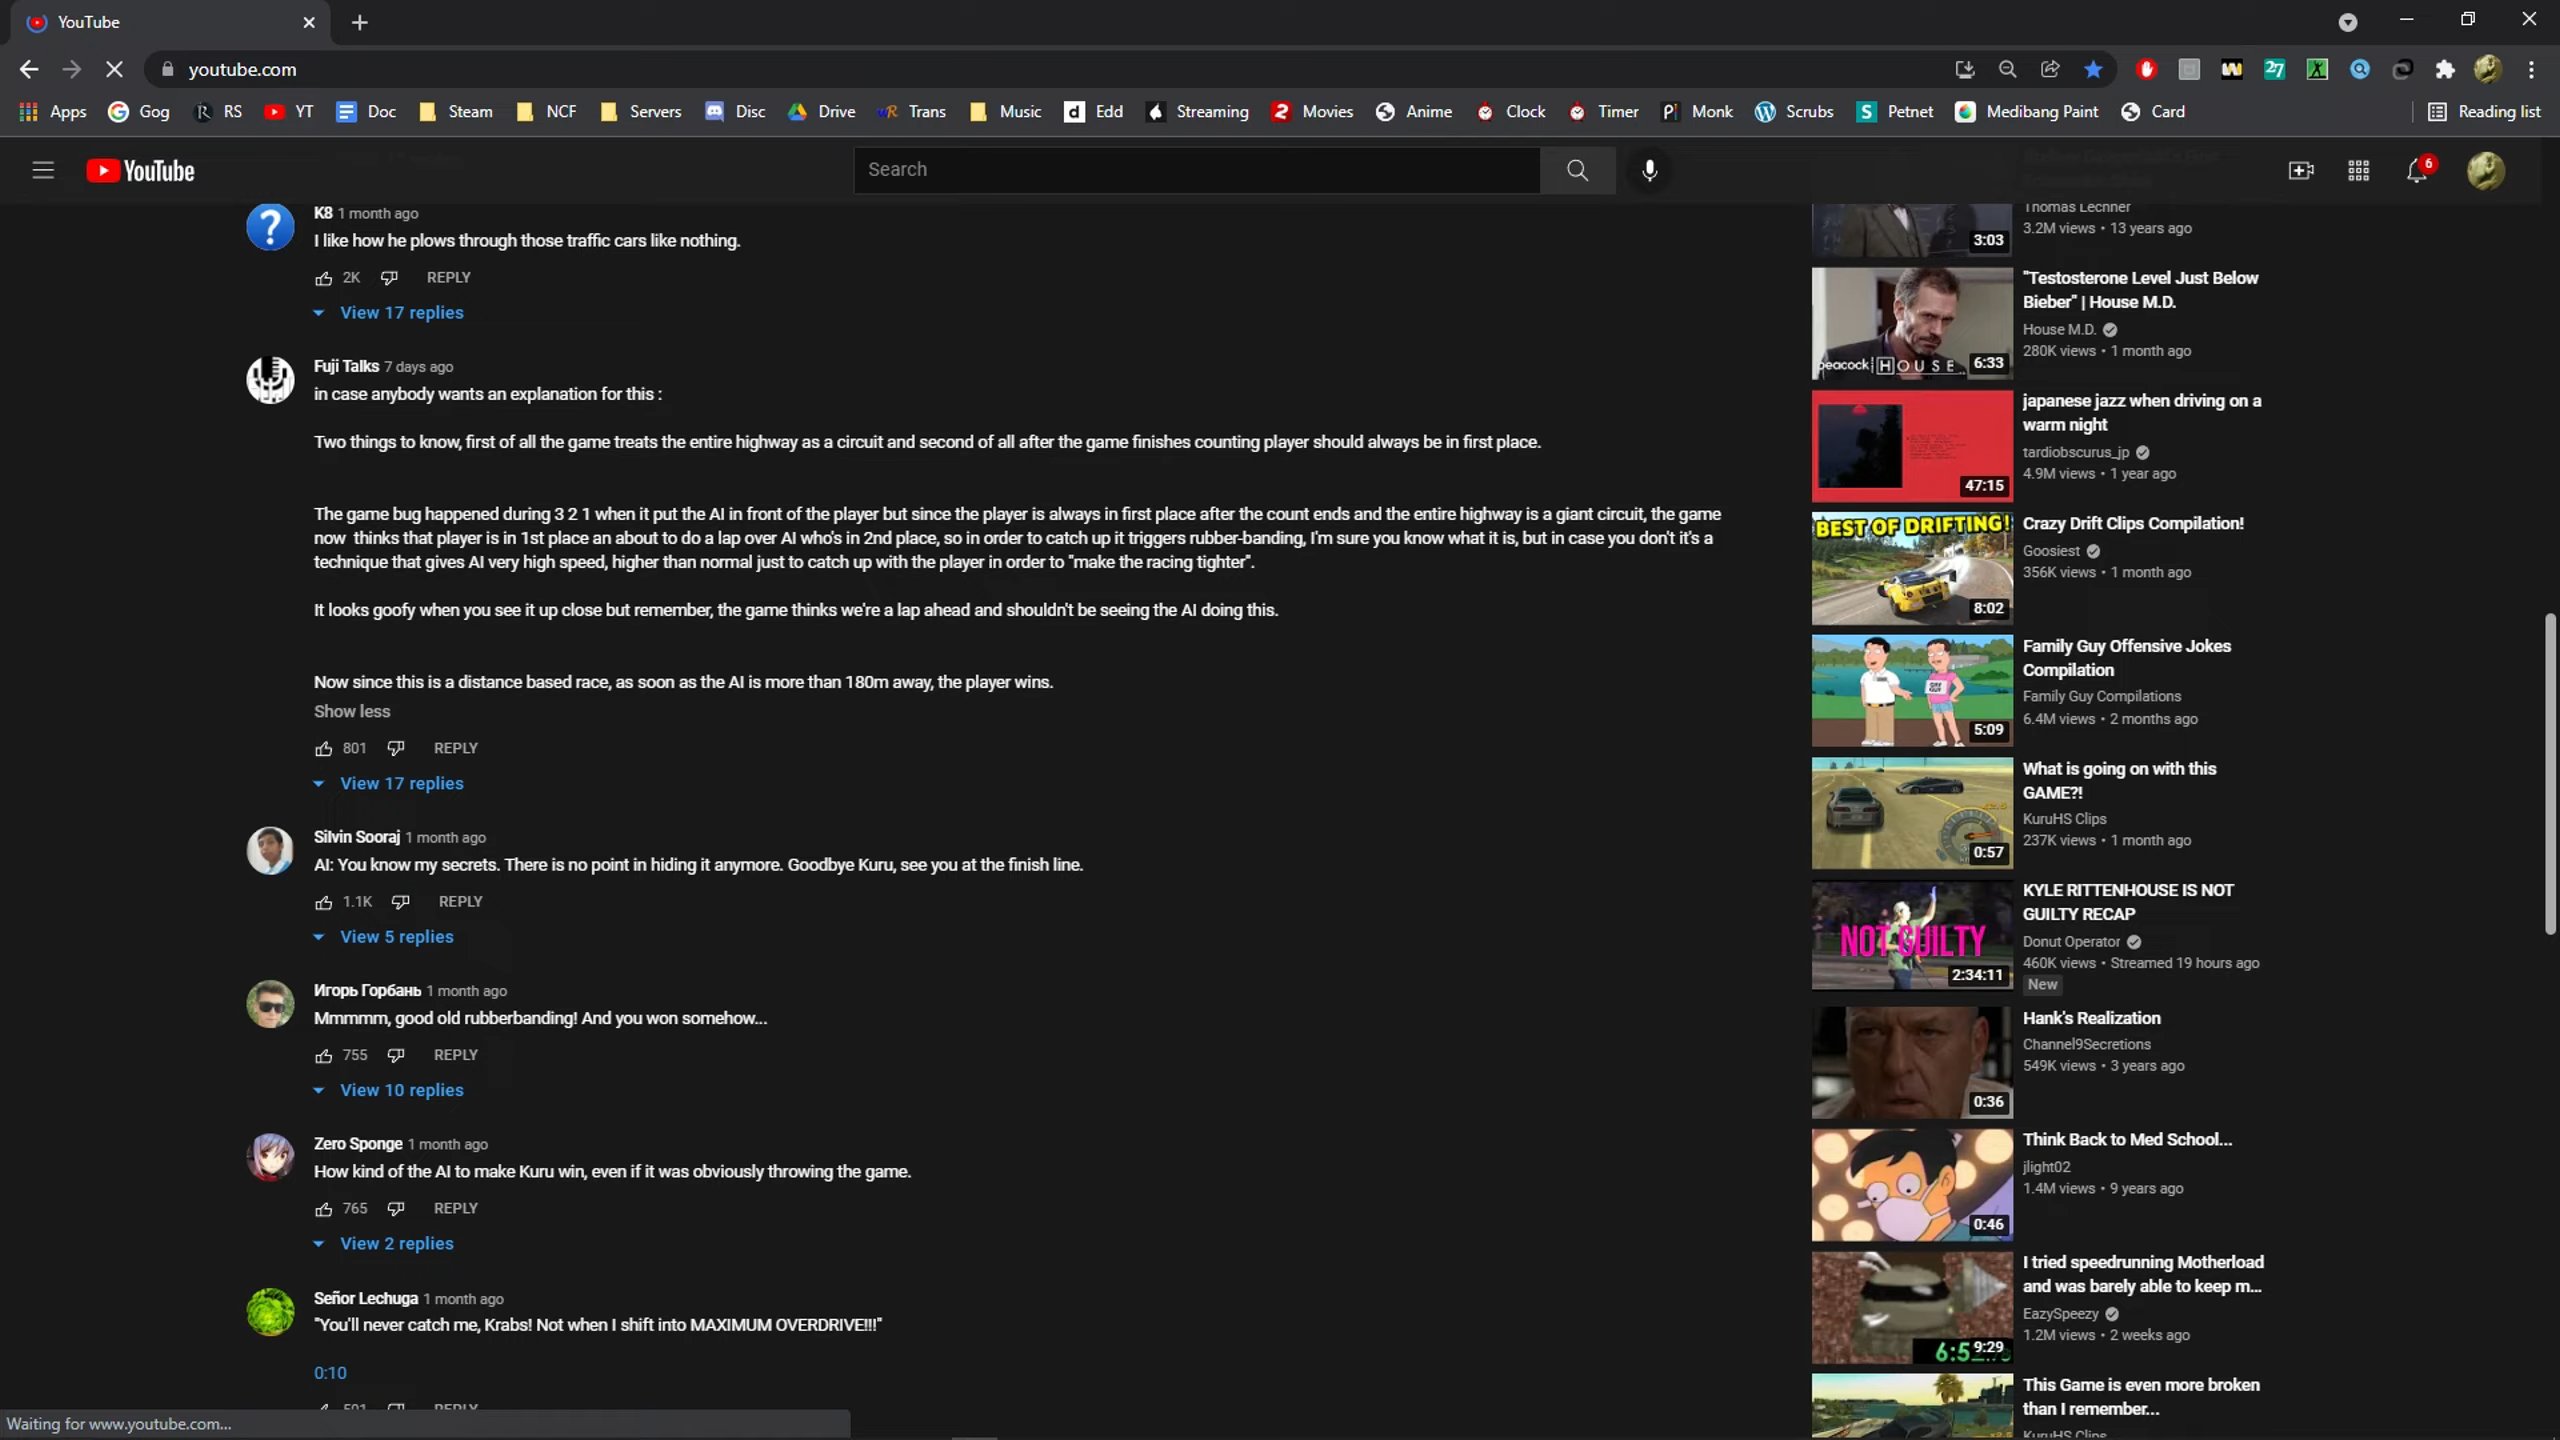 YouTube
youtube.com
Apps
Gog
RS
YT
Doc
Steam
NCF
Servers
Disc
Drive
Trans
Music
Edd
Streaming
Movies
Anime
Clock
Timer
Monk
Scrubs
Petnet
Medibang Paint
Card
Reading list
YouTube
Search
6
K8 1 month ago
I like how he plows through those traffic cars like nothing.
2K REPLY
View 17 replies
Fuji Talks 7 days ago
in case anybody wants an explanation for this :
Two things to know, first of all the game treats the entire highway as a circuit and second of all after the game finishes counting player should always be in first place.
The game bug happened during 3 2 1 when it put the AI in front of the player but since the player is always in first place after the count ends and the entire highway is a giant circuit, the game
now thinks that player is in 1st place an about to do a lap over AI who's in 2nd place, so in order to catch up it triggers rubber-banding, I'm sure you know what it is, but in case you don't it's a
technique that gives AI very high speed, higher than normal just to catch up with the player in order to "make the racing tighter".
It looks goofy when you see it up close but remember, the game thinks we're a lap ahead and shouldn't be seeing the AI doing this.
Now since this is a distance based race, as soon as the AI is more than 180m away, the player wins.
Show less
801 REPLY
View 17 replies
Silvin Sooraj 1 month ago
AI: You know my secrets. There is no point in hiding it anymore. Goodbye Kuru, see you at the finish line.
1.1K REPLY
View 5 replies
Игорь Горбань 1 month ago
Mmmmm, good old rubberbanding! And you won somehow...
755 REPLY
View 10 replies
Zero Sponge 1 month ago
How kind of the AI to make Kuru win, even if it was obviously throwing the game.
765 REPLY
View 2 replies
Señor Lechuga 1 month ago
"You'll never catch me, Krabs! Not when I shift into MAXIMUM OVERDRIVE!!!"
0:10
591 REPLY
Waiting for www.youtube.com...
Thomas Lechner
3.2M views • 13 years ago
3:03
"Testosterone Level Just Below
Bieber" | House M.D.
House M.D.
280K views • 1 month ago
peacock HOUSE
6:33
japanese jazz when driving on a
warm night
tardiobscurus_jp
4.9M views • 1 year ago
47:15
BEST OF DRIFTING!
Crazy Drift Clips Compilation!
Goosiest
356K views • 1 month ago
8:02
Family Guy Offensive Jokes
Compilation
Family Guy Compilations
6.4M views • 2 months ago
5:09
What is going on with this
GAME?!
KuruHS Clips
237K views • 1 month ago
0:57
KYLE RITTENHOUSE IS NOT
GUILTY RECAP
Donut Operator
460K views • Streamed 19 hours ago
New
NOT GUILTY
2:34:11
Hank's Realization
Channel9Secretions
549K views • 3 years ago
0:36
Think Back to Med School...
jlight02
1.4M views • 9 years ago
0:46
I tried speedrunning Motherload
and was barely able to keep m...
EazySpeezy
1.2M views • 2 weeks ago
9:29
This Game is even more broken
than I remember...
KuruHS Clips